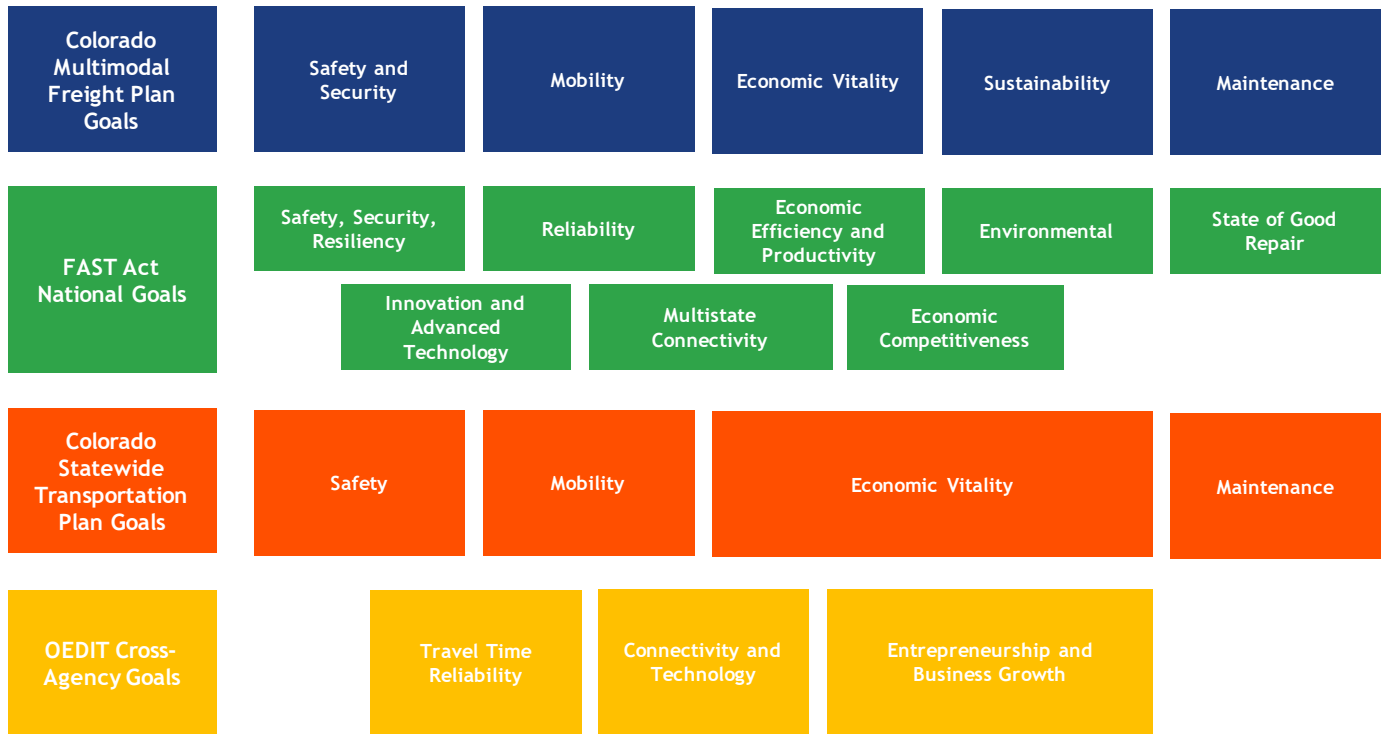 Colorado
Multimodal
Freight Plan
Goals
Safety and
Security
Mobility
Economic Vitality
Sustainability
Maintenance
FAST Act
National Goals
Safety, Security,
Resiliency
Reliability
Economic
Efficiency and
Productivity
Environmental
State of Good
Repair
Innovation and
Advanced
Technology
Multistate
Connectivity
Economic
Competitiveness
Colorado
Statewide
Transportation
Plan Goals
Safety
Mobility
Economic Vitality
Maintenance
OEDIT Cross-
Agency Goals
Travel Time
Reliability
Connectivity and
Technology
Entrepreneurship and
Business Growth